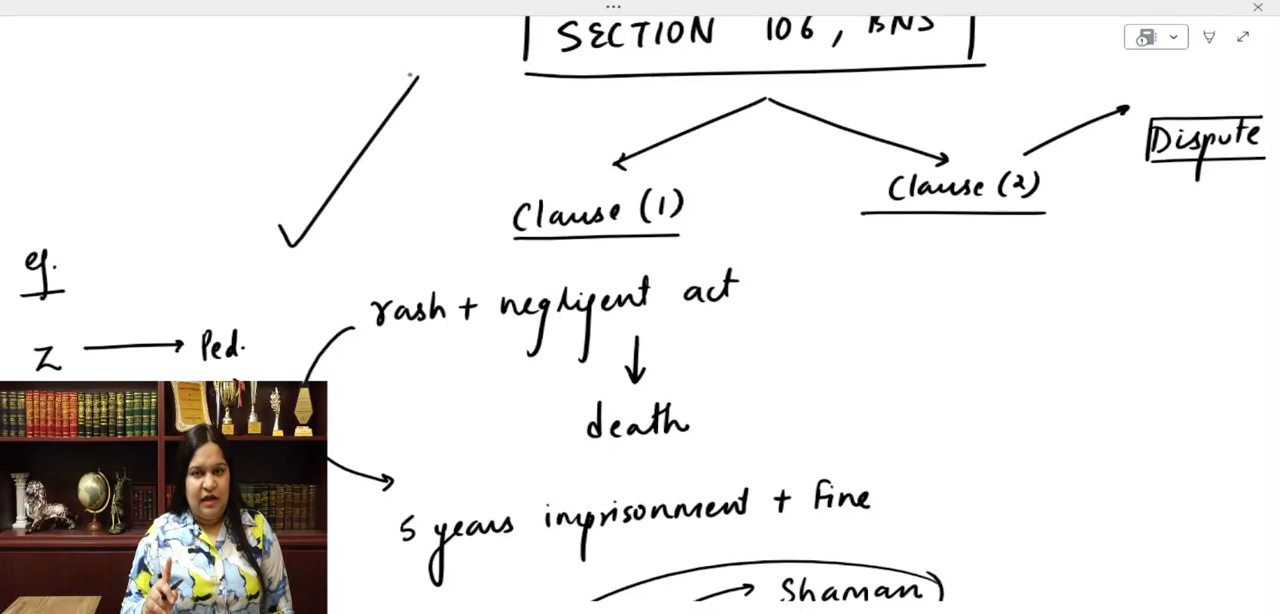 SECTION 106, BNS
Dispute
Clause (1)
Clause (2)
eg.
rash + negligent act
Z
Ped.
death
5 years imprisonment + Fine
Shaman